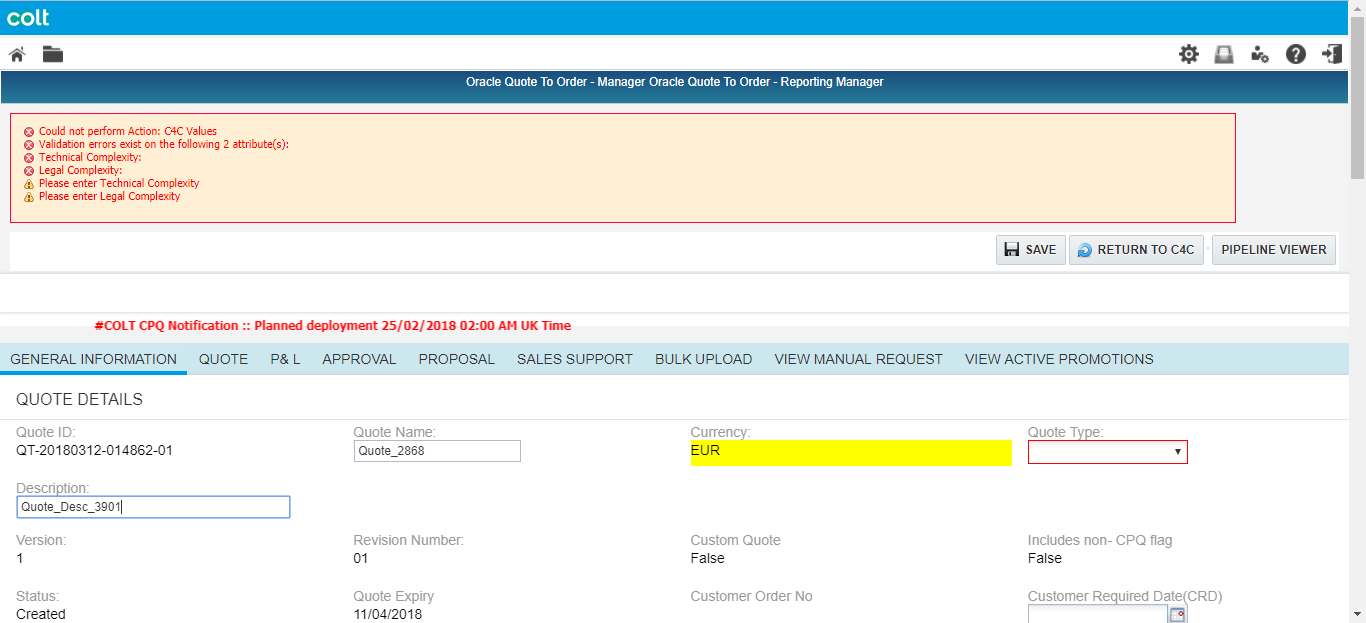 colt
Oracle Quote To Order - Manager Oracle Quote To Order - Reporting Manager
Could not perform Action: C4C Values
Validation errors exist on the following 2 attribute(s):
Technical Complexity:
Legal Complexity:
Please enter Technical Complexity
Please enter Legal Complexity
SAVE RETURN TO C4C PIPELINE VIEWER
#COLT CPQ Notification :: Planned deployment 25/02/2018 02:00 AM UK Time
GENERAL INFORMATION QUOTE P& L APPROVAL PROPOSAL SALES SUPPORT BULK UPLOAD VIEW MANUAL REQUEST VIEW ACTIVE PROMOTIONS
QUOTE DETAILS
Quote ID: Quote Name: Currency: Quote Type:
QT-20180312-014862-01 Quote_2868 EUR
Description:
Quote_Desc_3901
Version: Revision Number: Custom Quote Includes non- CPQ flag
1 01 False False
Status: Quote Expiry Customer Order No Customer Required Date(CRD)
Created 11/04/2018